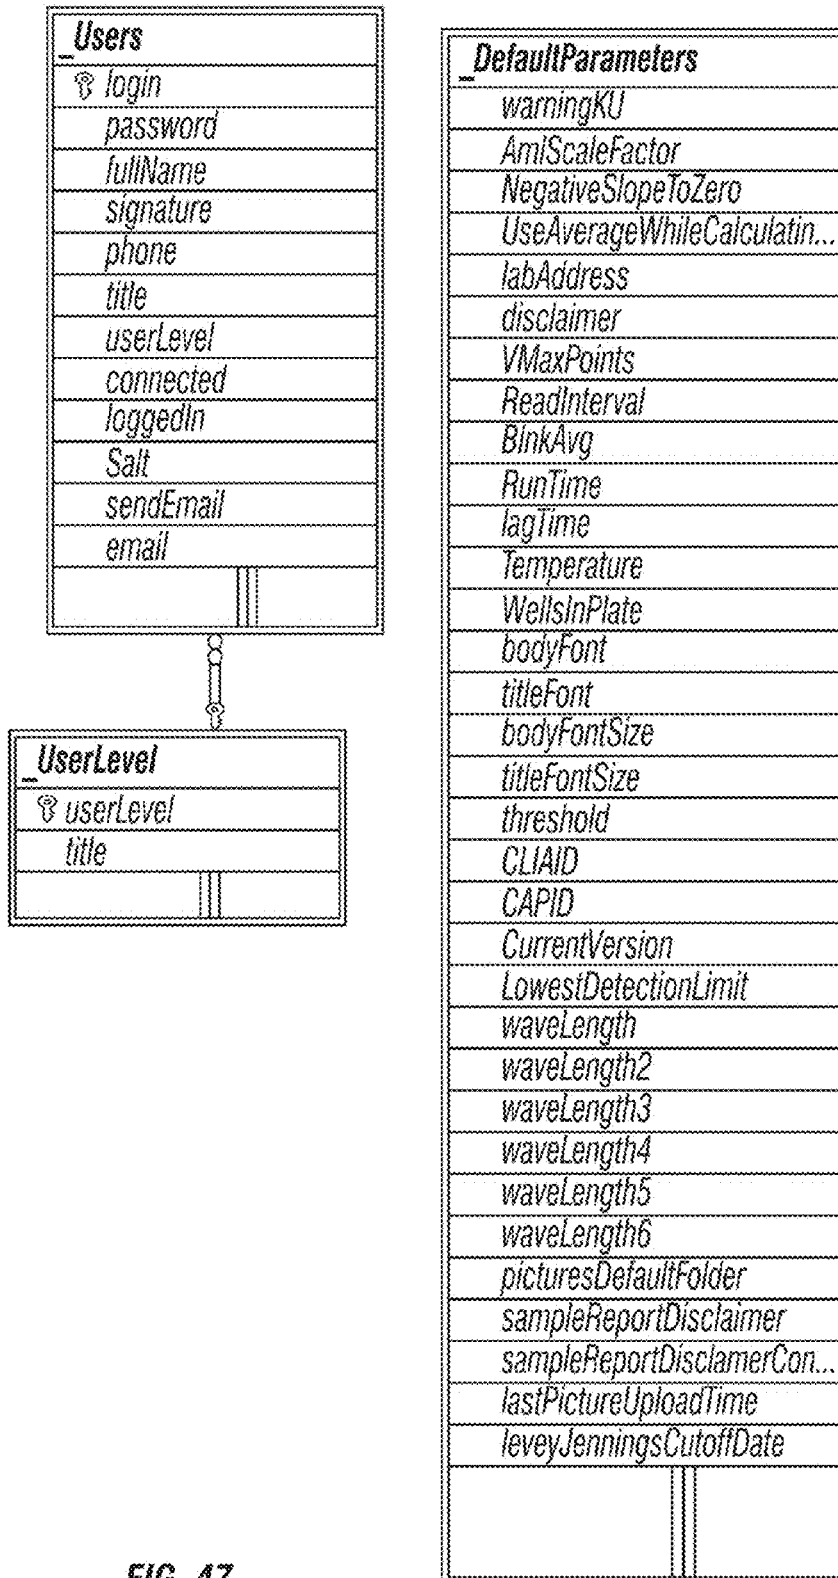 _Users
login
password
fullName
signature
phone
title
userLevel
connected
loggedIn
Salt
sendEmail
email
_UserLevel
userLevel
title
_DefaultParameters
warningKU
AmlScaleFactor
NegativeSlopeToZero
UseAverageWhileCalculatin...
labAddress
disclaimer
VMaxPoints
ReadInterval
BlnkAvg
RunTime
lagTime
Temperature
WellsInPlate
bodyFont
titleFont
bodyFontSize
titleFontSize
threshold
CLIAID
CAPID
CurrentVersion
LowestDetectionLimit
waveLength
waveLength2
waveLength3
waveLength4
waveLength5
waveLength6
picturesDefaultFolder
sampleReportDisclaimer
sampleReportDisclamerCon...
lastPictureUploadTime
leveyJenningsCutoffDate
FIG. 47